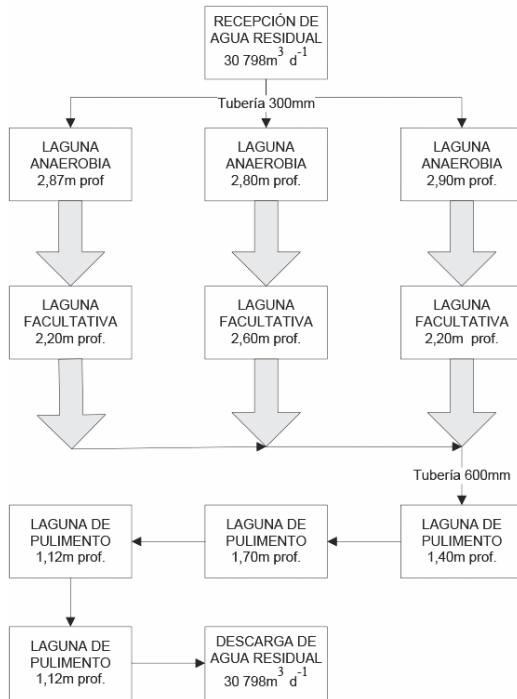 RECEPCIÓN DE
AGUA RESIDUAL
30 798m³ d⁻¹
Tubería 300mm
LAGUNA
ANAEROBIA
2,87m prof
LAGUNA
ANAEROBIA
2,80m prof.
LAGUNA
ANAEROBIA
2,90m prof.
LAGUNA
FACULTATIVA
2,20m prof.
LAGUNA
FACULTATIVA
2,60m prof.
LAGUNA
FACULTATIVA
2,20m prof.
Tubería 600mm
LAGUNA DE
PULIMENTO
1,12m prof.
LAGUNA DE
PULIMENTO
1,70m prof.
LAGUNA DE
PULIMENTO
1,40m prof.
LAGUNA DE
PULIMENTO
1,12m prof.
DESCARGA DE
AGUA RESIDUAL
30 798m³ d⁻¹